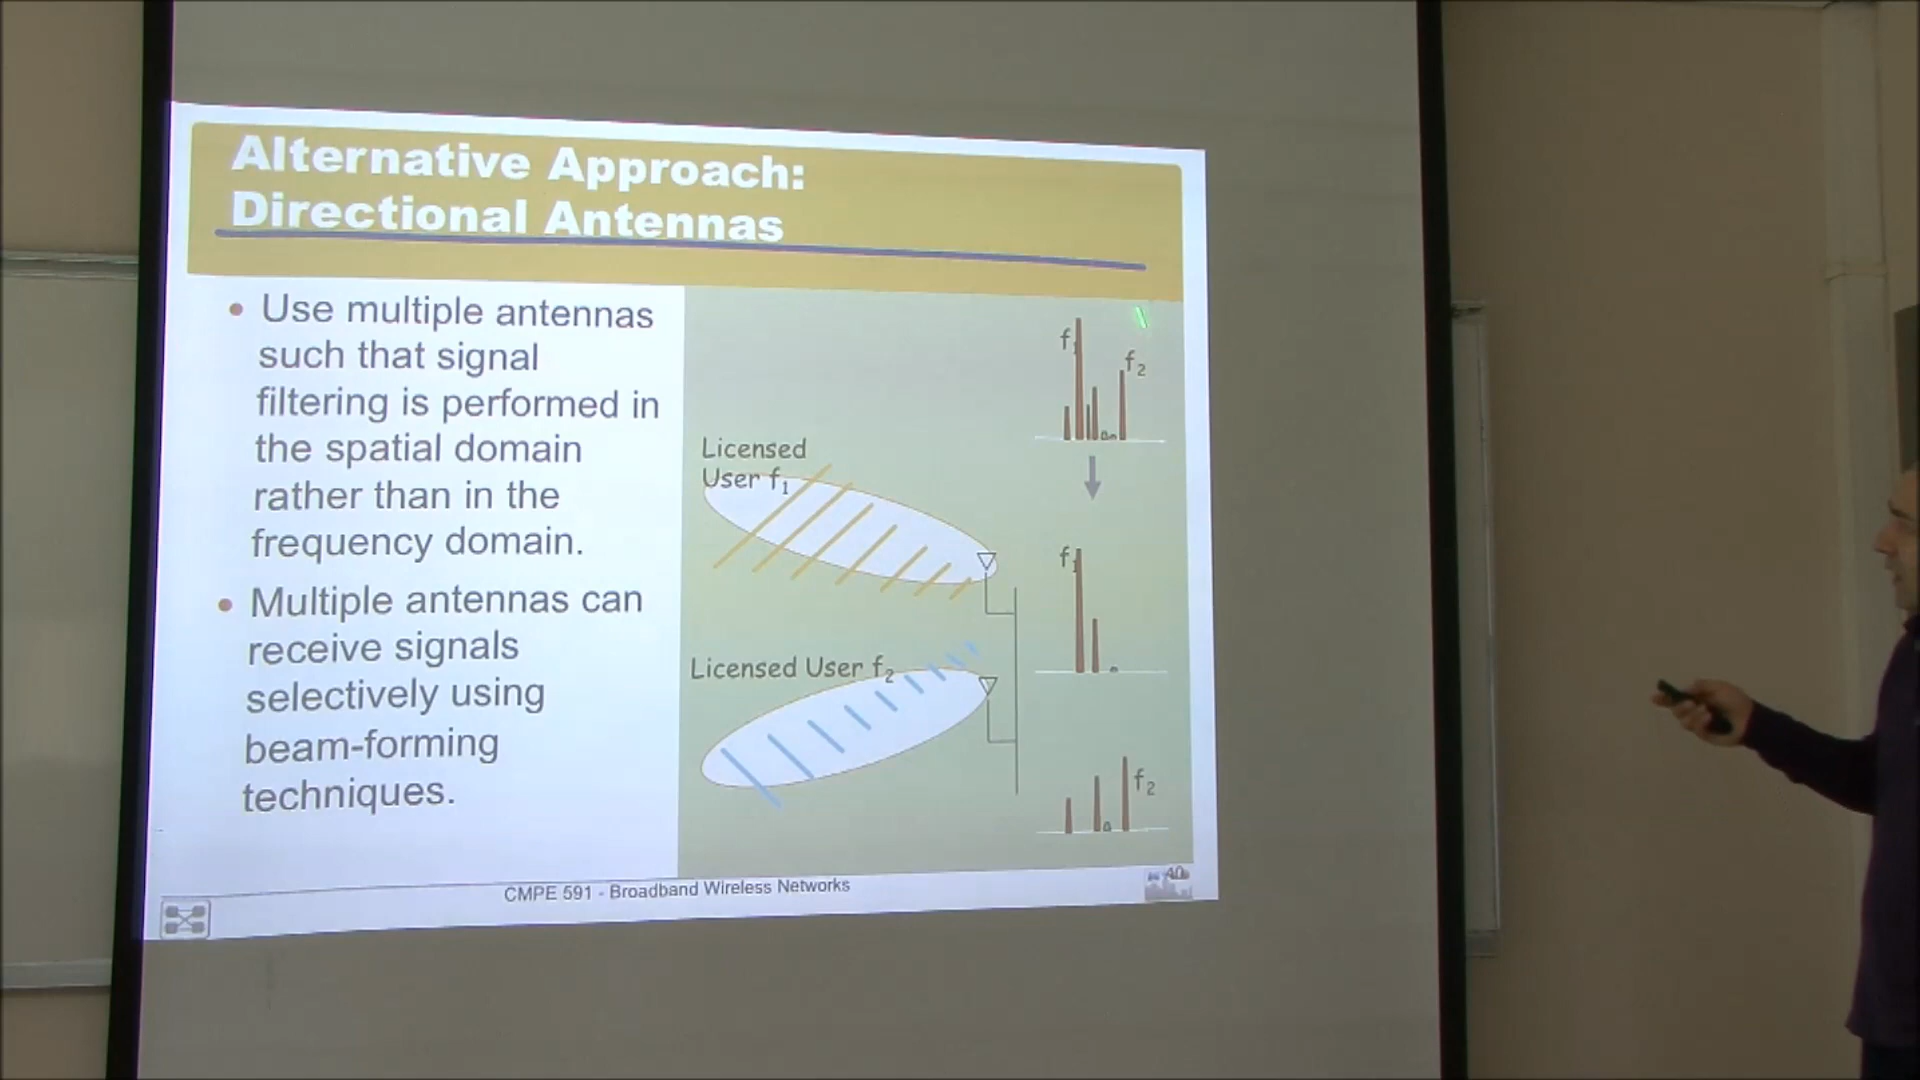 Alternative Approach:
Directional Antennas
• Use multiple antennas
such that signal
filtering is performed in
the spatial domain
rather than in the
frequency domain.
• Multiple antennas can
receive signals
selectively using
beam-forming
techniques.
f1
f2
Licensed
User f1
f1
Licensed User f2
f2
CMPE 591 - Broadband Wireless Networks
40